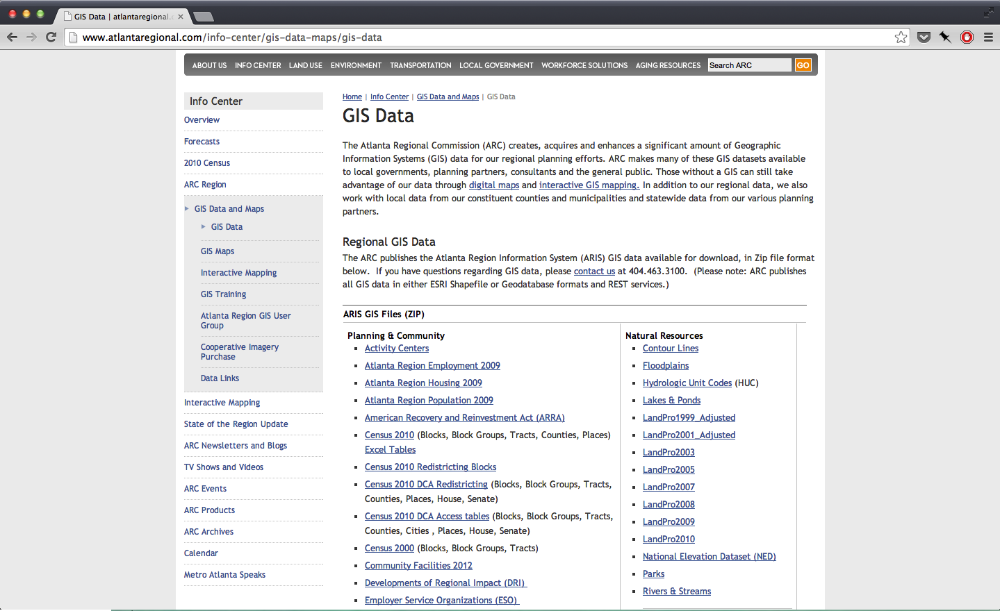 GIS Data | atlantaregional.c
www.atlantaregional.com/info-center/gis-data-maps/gis-data
ABOUT US INFO CENTER LAND USE ENVIRONMENT TRANSPORTATION LOCAL GOVERNMENT WORKFORCE SOLUTIONS AGING RESOURCES Search ARC GO
Info Center
Overview
Forecasts
2010 Census
ARC Region
GIS Data and Maps
GIS Data
GIS Maps
Interactive Mapping
GIS Training
Atlanta Region GIS User
Group
Cooperative Imagery
Purchase
Data Links
Interactive Mapping
State of the Region Update
ARC Newsletters and Blogs
TV Shows and Videos
ARC Events
ARC Products
ARC Archives
Calendar
Metro Atlanta Speaks
Home | Info Center | GIS Data and Maps | GIS Data
GIS Data
The Atlanta Regional Commission (ARC) creates, acquires and enhances a significant amount of Geographic
Information Systems (GIS) data for our regional planning efforts. ARC makes many of these GIS datasets available
to local governments, planning partners, consultants and the general public. Those without a GIS can still take
advantage of our data through digital maps and interactive GIS mapping. In addition to our regional data, we also
work with local data from our constituent counties and municipalities and statewide data from our various planning
partners.
Regional GIS Data
The ARC publishes the Atlanta Region Information System (ARIS) GIS data available for download, in Zip file format
below. If you have questions regarding GIS data, please contact us at 404.463.3100. (Please note: ARC publishes
all GIS data in either ESRI Shapefile or Geodatabase formats and REST services.)
ARIS GIS Files (ZIP)
Planning & Community
Activity Centers
Atlanta Region Employment 2009
Atlanta Region Housing 2009
Atlanta Region Population 2009
American Recovery and Reinvestment Act (ARRA)
Census 2010 (Blocks, Block Groups, Tracts, Counties, Places)
Excel Tables
Census 2010 Redistricting Blocks
Census 2010 DCA Redistricting (Blocks, Block Groups, Tracts,
Counties, Places, House, Senate)
Census 2010 DCA Access tables (Blocks, Block Groups, Tracts,
Counties, Cities , Places, House, Senate)
Census 2000 (Blocks, Block Groups, Tracts)
Community Facilities 2012
Developments of Regional Impact (DRI)
Employer Service Organizations (ESO)
Natural Resources
Contour Lines
Floodplains
Hydrologic Unit Codes (HUC)
Lakes & Ponds
LandPro1999_Adjusted
LandPro2001_Adjusted
LandPro2003
LandPro2005
LandPro2007
LandPro2008
LandPro2009
LandPro2010
National Elevation Dataset (NED)
Parks
Rivers & Streams